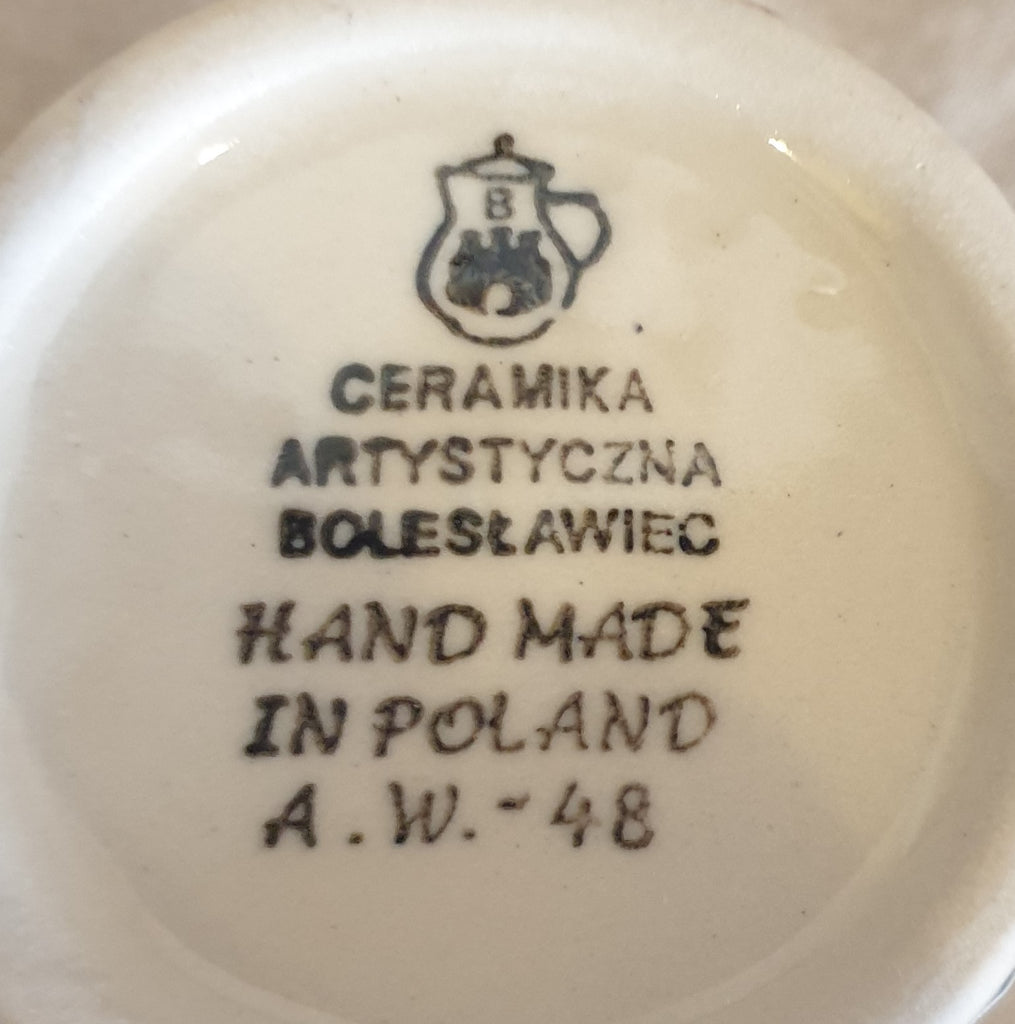 B
CERAMIKA
ARTYSTYCZNA
BOLESŁAWIEC
HAND MADE
IN POLAND
A.W.-48